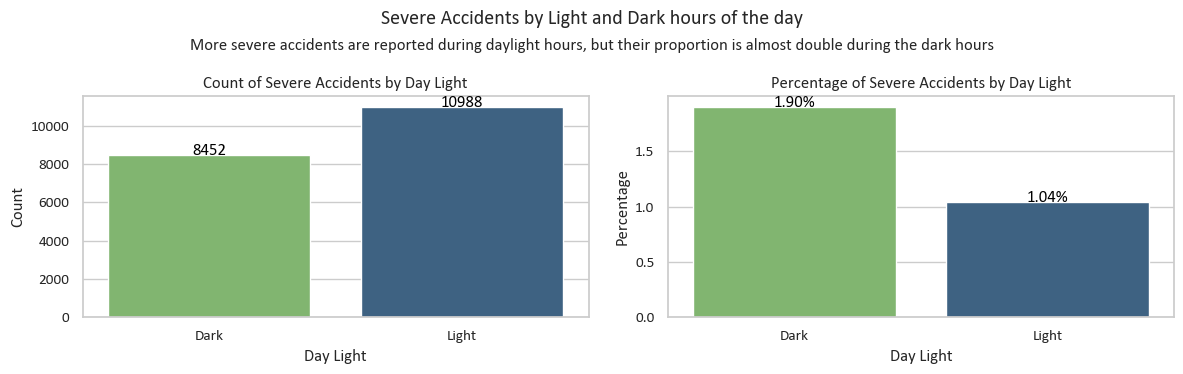 Severe Accidents by Light and Dark hours of the day
More severe accidents are reported during daylight hours, but their proportion is almost double during the dark hours
Count of Severe Accidents by Day Light
10988
8452
10000
8000
6000
4000
2000
0
Count
Dark
Light
Day Light
Percentage of Severe Accidents by Day Light
1.90%
1.04%
1.5
1.0
0.5
0.0
Percentage
Dark
Light
Day Light